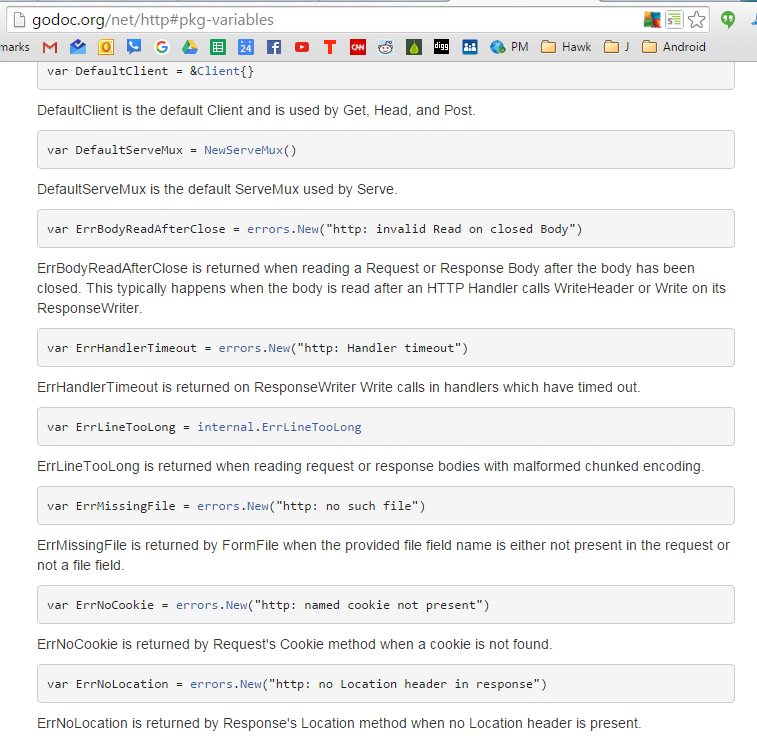 godoc.org/net/http#pkg-variables
marks 24 CNN digg PM Hawk J Android
var DefaultClient = &Client{}
DefaultClient is the default Client and is used by Get, Head, and Post.
var DefaultServeMux = NewServeMux()
DefaultServeMux is the default ServeMux used by Serve.
var ErrBodyReadAfterClose = errors.New("http: invalid Read on closed Body")
ErrBodyReadAfterClose is returned when reading a Request or Response Body after the body has been
closed. This typically happens when the body is read after an HTTP Handler calls WriteHeader or Write on its
ResponseWriter.
var ErrHandlerTimeout = errors.New("http: Handler timeout")
ErrHandlerTimeout is returned on ResponseWriter Write calls in handlers which have timed out.
var ErrLineTooLong = internal.ErrLineTooLong
ErrLineTooLong is returned when reading request or response bodies with malformed chunked encoding.
var ErrMissingFile = errors.New("http: no such file")
ErrMissingFile is returned by FormFile when the provided file field name is either not present in the request or
not a file field.
var ErrNoCookie = errors.New("http: named cookie not present")
ErrNoCookie is returned by Request's Cookie method when a cookie is not found.
var ErrNoLocation = errors.New("http: no Location header in response")
ErrNoLocation is returned by Response's Location method when no Location header is present.